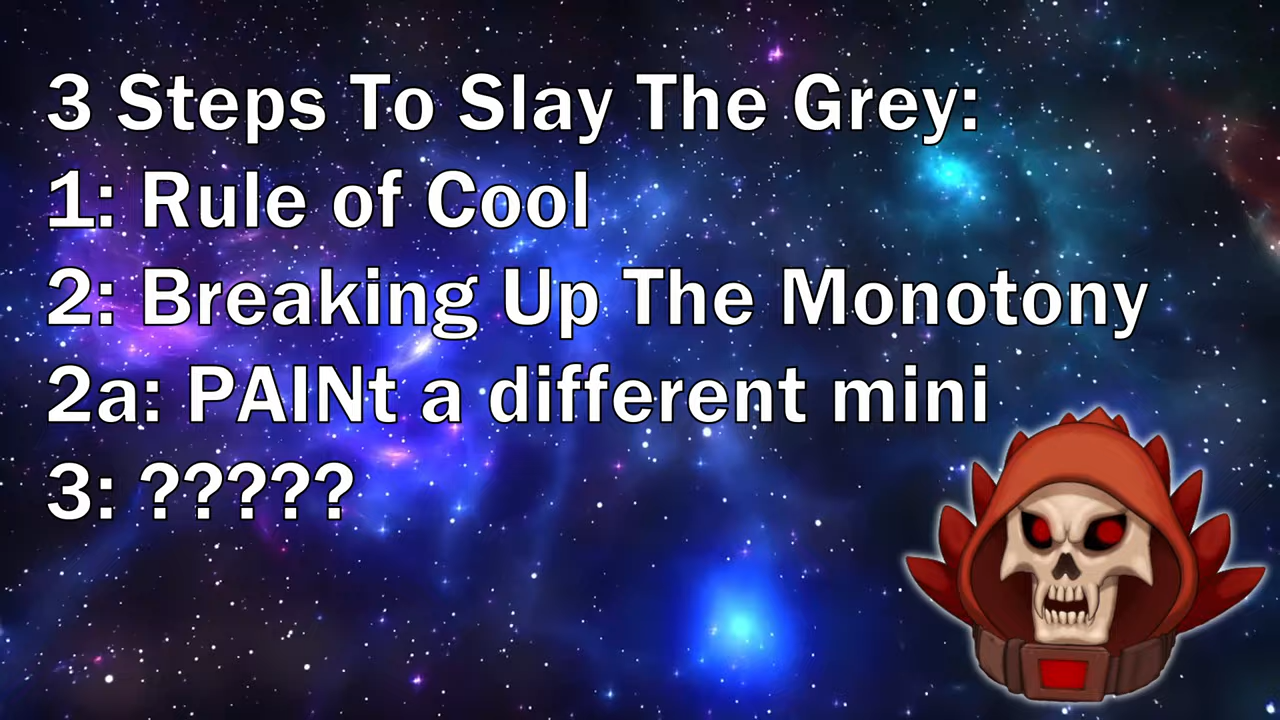 3 Steps To Slay The Grey:
1: Rule of Cool
2: Breaking Up The Monotony
2a: PAINt a different mini
3: ?????